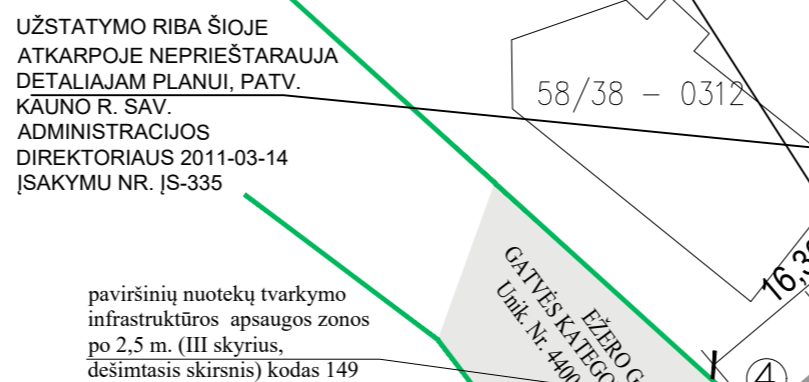 UŽSTATYMO RIBA ŠIOJE
ATKARPOJE NEPRIEŠTARAUJA
DETALIAJAM PLANUI, PATV.
KAUNO R. SAV.
ADMINISTRACIJOS
DIREKTORIAUS 2011-03-14
ĮSAKYMU NR. ĮS-335
58/38 - 0312
paviršinių nuotekų tvarkymo
infrastruktūros apsaugos zonos
po 2,5 m. (III skyrius,
dešimtasis skirsnis) kodas 149
EŽERO G
GATVĖS KATEGO
Unik. Nr. 4400
4